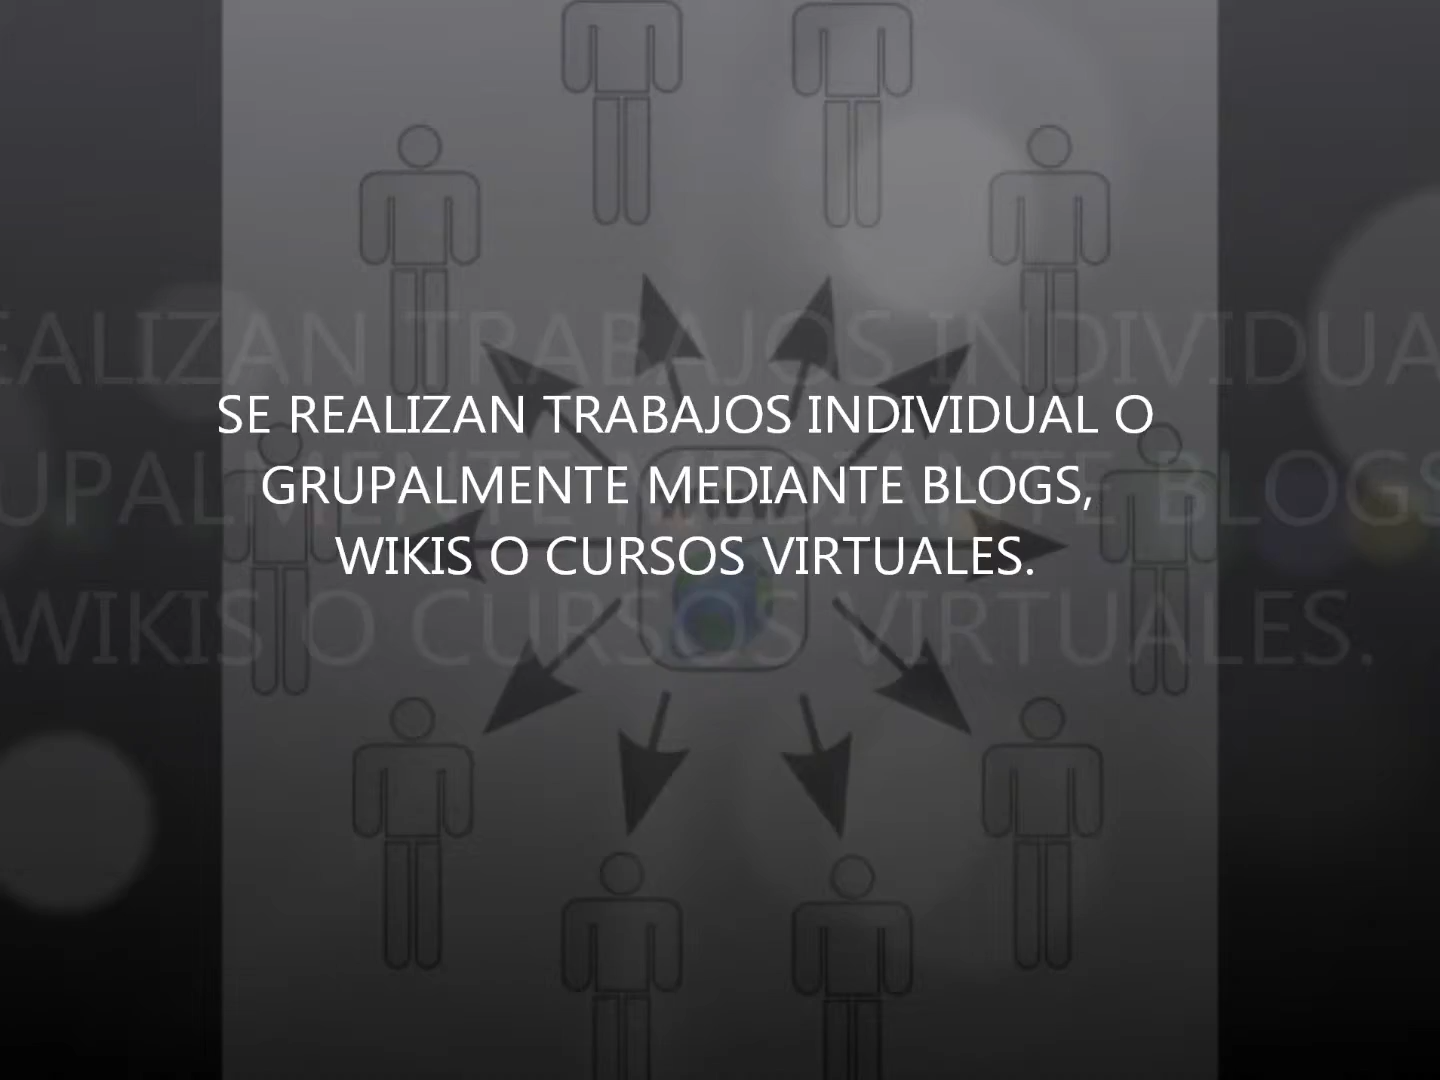 SE REALIZAN TRABAJOS INDIVIDUAL O
GRUPALMENTE MEDIANTE BLOGS,
WIKIS O CURSOS VIRTUALES.